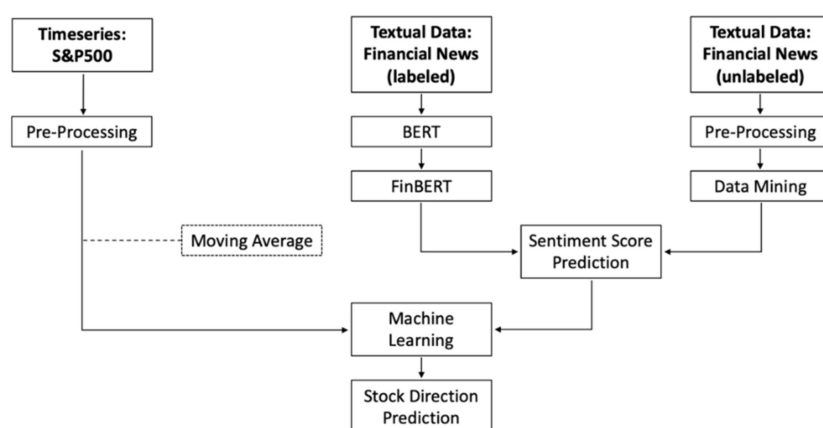 Timeseries:
S&P500
Textual Data:
Financial News
(labeled)
Textual Data:
Financial News
(unlabeled)
Pre-Processing
BERT
Pre-Processing
FinBERT
Data Mining
Moving Average
Sentiment Score
Prediction
Machine
Learning
Stock Direction
Prediction